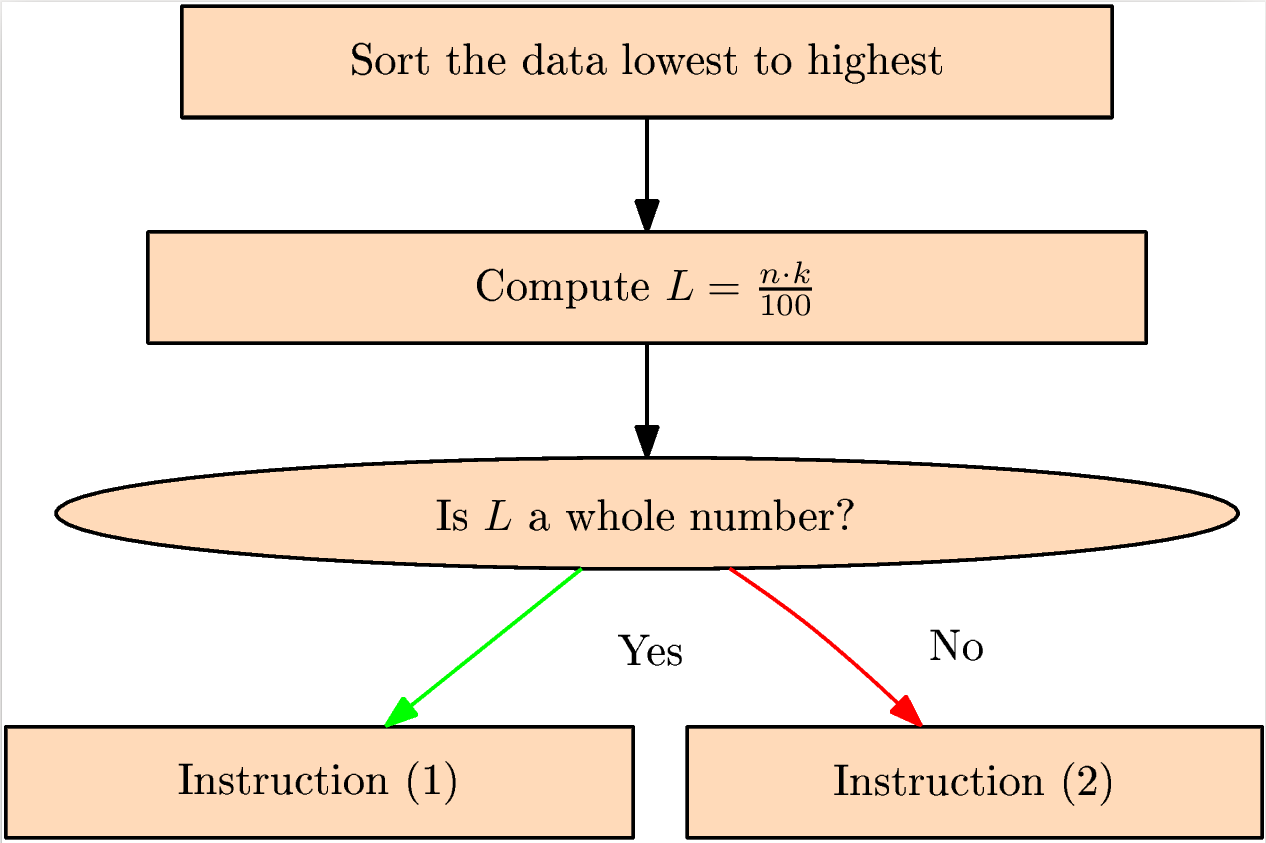 Sort the data lowest to highest
Compute $L = \frac{n \cdot k}{100}$
Is $L$ a whole number?
Yes
No
Instruction (1)
Instruction (2)